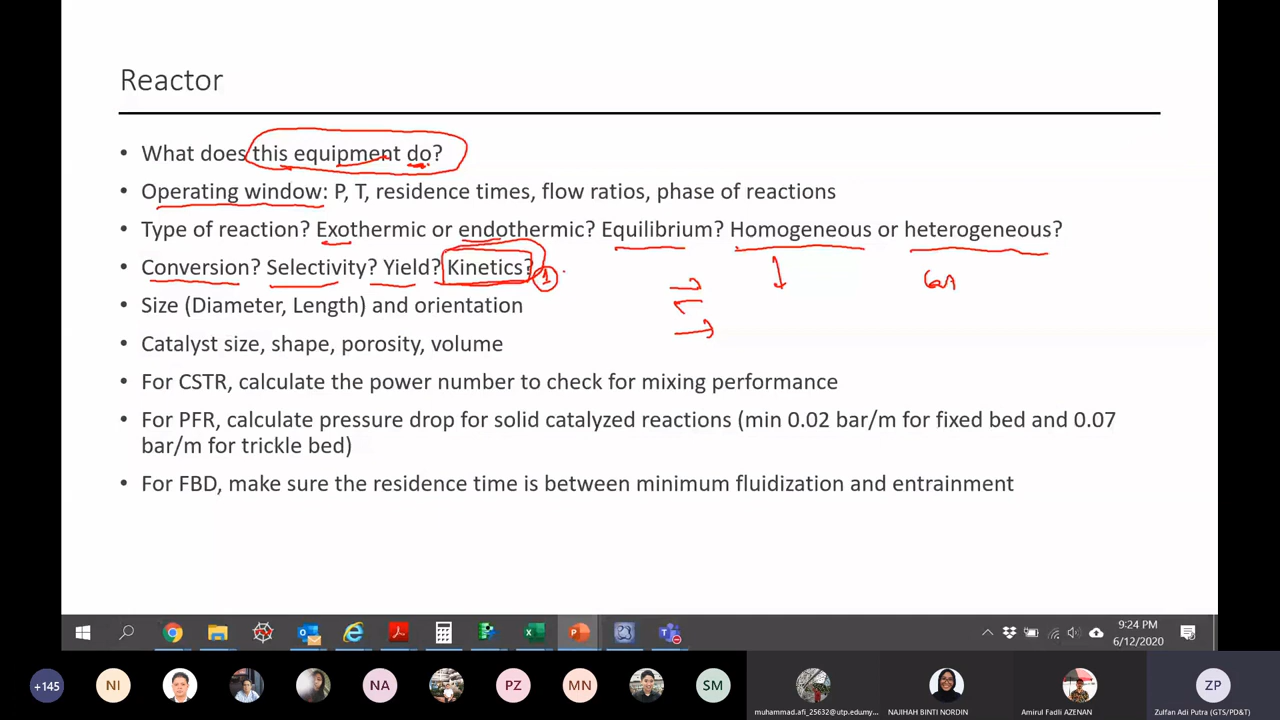 Reactor
• What does this equipment do?
• Operating window: P, T, residence times, flow ratios, phase of reactions
• Type of reaction? Exothermic or endothermic? Equilibrium? Homogeneous or heterogeneous?
• Conversion? Selectivity? Yield? Kinetics? 1
• Size (Diameter, Length) and orientation
• Catalyst size, shape, porosity, volume
• For CSTR, calculate the power number to check for mixing performance
• For PFR, calculate pressure drop for solid catalyzed reactions (min 0.02 bar/m for fixed bed and 0.07
bar/m for trickle bed)
• For FBD, make sure the residence time is between minimum fluidization and entrainment
9:24 PM
6/12/2020
+145 NI NA PZ MN SM ZP
muhammad.afi_25632@utp.edu.my... NAJIHAH BINTI NORDIN Amirul Fadli AZENAN Zulfan Adi Putra (GTS/PD&T)